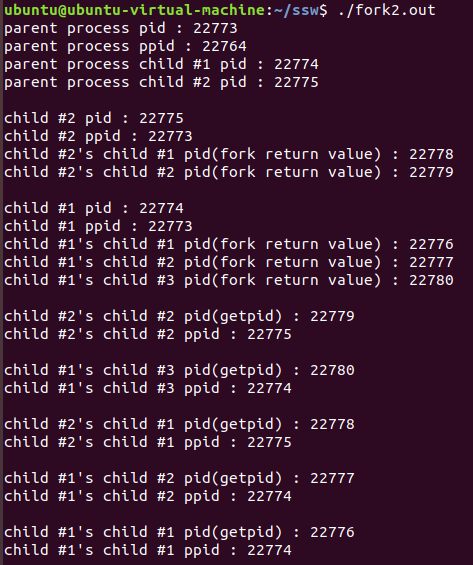 ubuntu@ubuntu-virtual-machine:~/ssw$ ./fork2.out
parent process pid : 22773
parent process ppid : 22764
parent process child #1 pid : 22774
parent process child #2 pid : 22775
child #2 pid : 22775
child #2 ppid : 22773
child #2's child #1 pid(fork return value) : 22778
child #2's child #2 pid(fork return value) : 22779
child #1 pid : 22774
child #1 ppid : 22773
child #1's child #1 pid(fork return value) : 22776
child #1's child #2 pid(fork return value) : 22777
child #1's child #3 pid(fork return value) : 22780
child #2's child #2 pid(getpid) : 22779
child #2's child #2 ppid : 22775
child #1's child #3 pid(getpid) : 22780
child #1's child #3 ppid : 22774
child #2's child #1 pid(getpid) : 22778
child #2's child #1 ppid : 22775
child #1's child #2 pid(getpid) : 22777
child #1's child #2 ppid : 22774
child #1's child #1 pid(getpid) : 22776
child #1's child #1 ppid : 22774